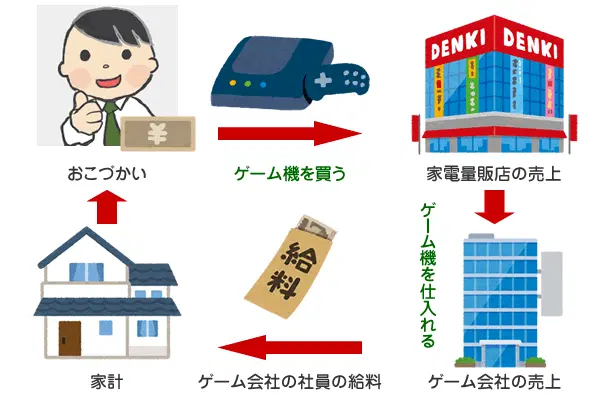 DENKI DENKI
¥
おこづかい
ゲーム機を買う
家電量販店の売上
ゲーム機を仕入れる
給料
家計
ゲーム会社の社員の給料
ゲーム会社の売上